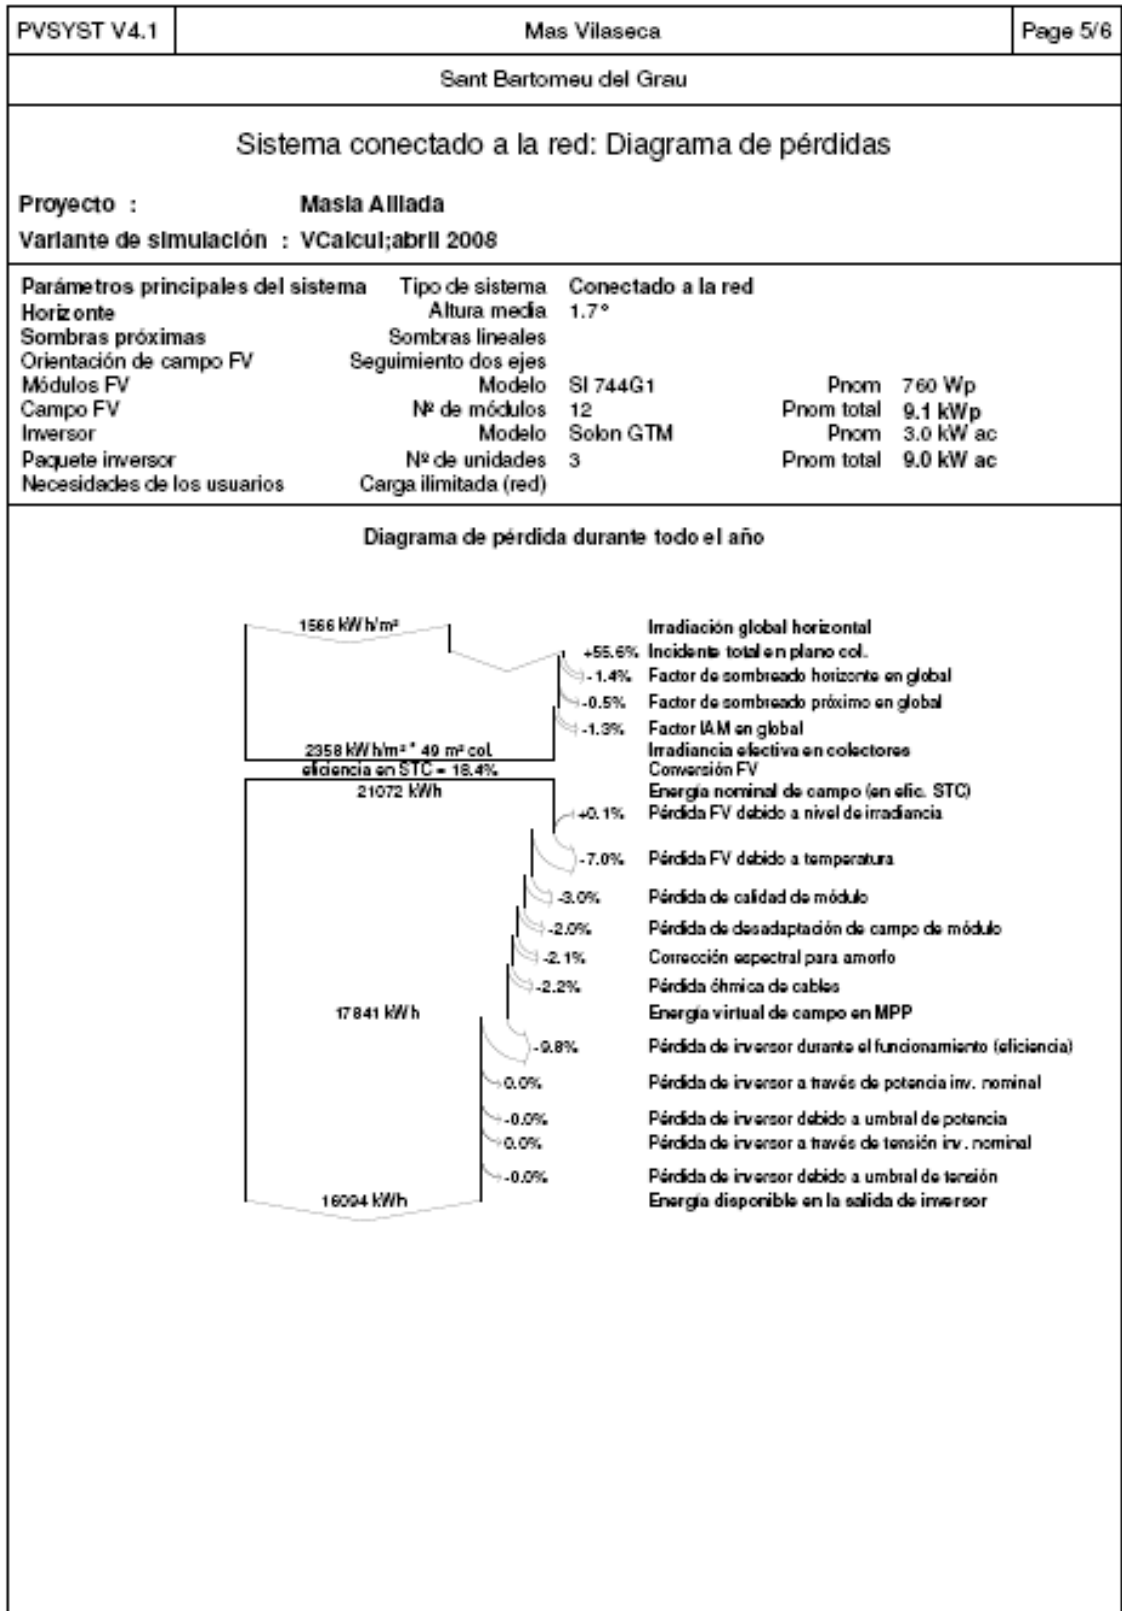 PVSYST V4.1 Mas Vilaseca Page 5/6
Sant Bartomeu del Grau
Sistema conectado a la red: Diagrama de pérdidas
Proyecto : Masia Alliada
Variante de simulación : VCalcul;abril 2008
Parámetros principales del sistema Tipo de sistema Conectado a la red
Horizonte Altura media 1.7°
Sombras próximas Sombras lineales
Orientación de campo FV Seguimiento dos ejes
Módulos FV Modelo SI 744G1 Pnom 760 Wp
Campo FV Nº de módulos 12 Pnom total 9.1 kWp
Inversor Modelo Solon GTM Pnom 3.0 kW ac
Paquete inversor Nº de unidades 3 Pnom total 9.0 kW ac
Necesidades de los usuarios Carga ilimitada (red)
Diagrama de pérdida durante todo el año
1566 kWh/m² Irradiación global horizontal
+55.6% Incidente total en plano col.
-1.4% Factor de sombreado horizonte en global
-0.5% Factor de sombreado próximo en global
-1.3% Factor IAM en global
2358 kWh/m² * 49 m² col. Irradiancia efectiva en colectores
eficiencia en STC = 18.4% Conversión FV
21072 kWh Energía nominal de campo (en efic. STC)
+0.1% Pérdida FV debido a nivel de irradiancia
-7.0% Pérdida FV debido a temperatura
-3.0% Pérdida de calidad de módulo
-2.0% Pérdida de desadaptación de campo de módulo
-2.1% Corrección espectral para amorfo
-2.2% Pérdida óhmica de cables
17841 kWh Energía virtual de campo en MPP
-9.8% Pérdida de inversor durante el funcionamiento (eficiencia)
0.0% Pérdida de inversor a través de potencia inv. nominal
-0.0% Pérdida de inversor debido a umbral de potencia
0.0% Pérdida de inversor a través de tensión inv. nominal
-0.0% Pérdida de inversor debido a umbral de tensión
16094 kWh Energía disponible en la salida de inversor